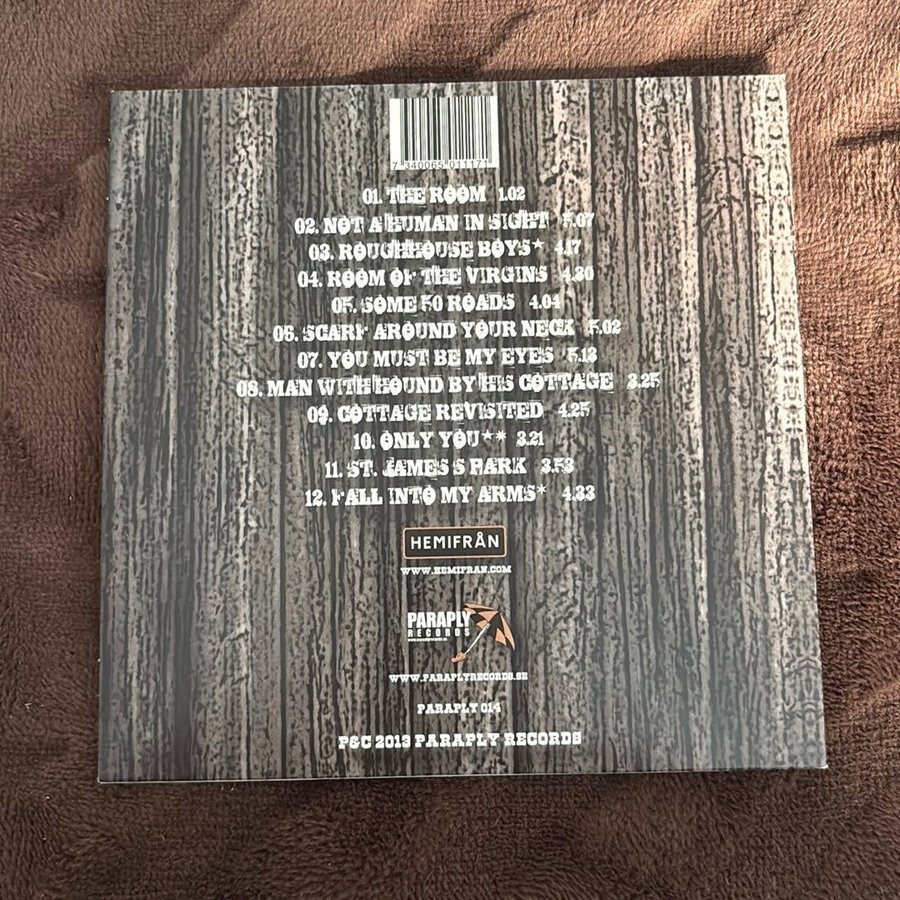 7 340065 011171
01. THE ROOM 1.02
02. NOT A HUMAN IN SIGHT 5.07
03. ROUGHHOUSE BOYS* 4.17
04. ROOM OF THE VIRGINS 4.30
05. SOME 50 ROADS 4.04
06. SCARF AROUND YOUR NECK 5.02
07. YOU MUST BE MY EYES 5.13
08. MAN WITH HOUND BY HIS COTTAGE 3.25
09. COTTAGE REVISITED 4.25
10. ONLY YOU** 3.21
11. ST. JAMES'S PARK 3.53
12. FALL INTO MY ARMS* 4.33
HEMIFRÅN
WWW.HEMIFRAN.COM
PARAPLY
RECORDS
www.paraplyrecords.se
WWW.PARAPLYRECORDS.SE
PARAPLY 014
P&C 2013 PARAPLY RECORDS